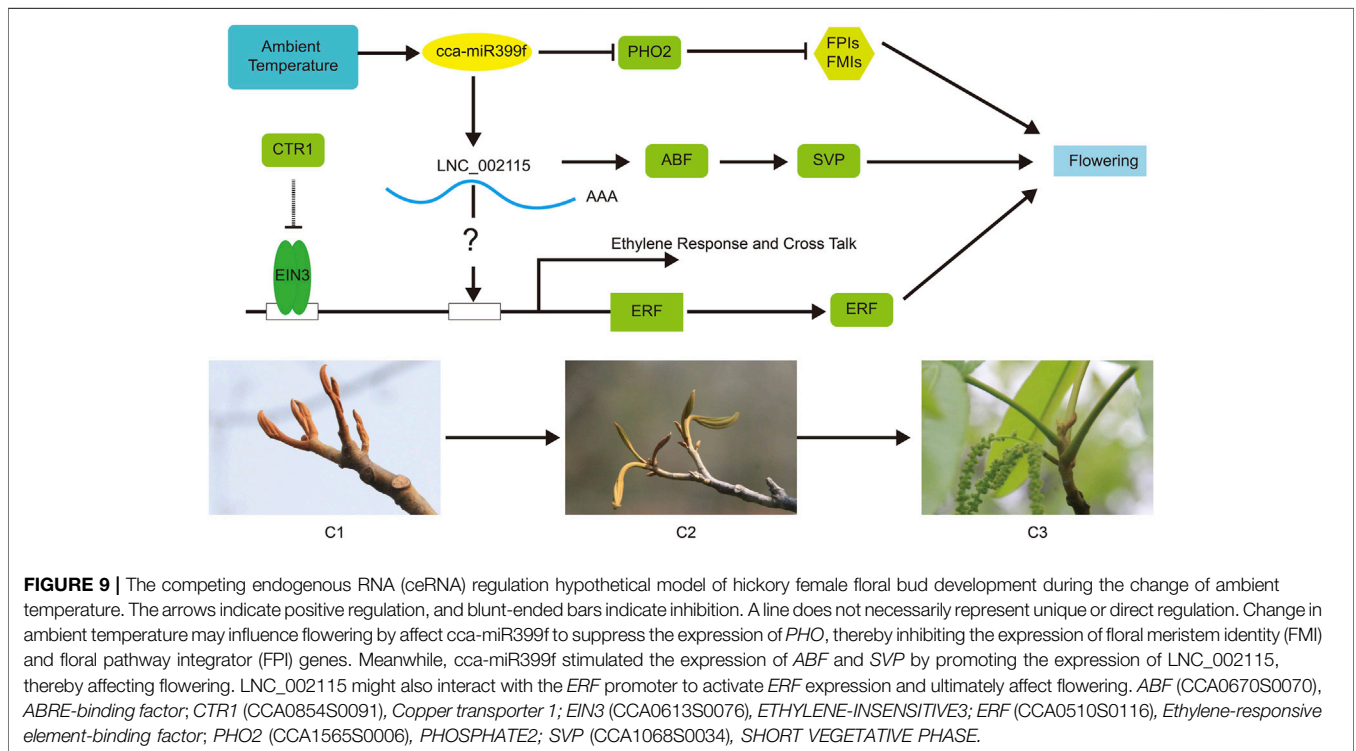 Ambient
Temperature
cca-miR399f
PHO2
FPIs
FMIs
CTR1
LNC_002115
AAA
ABF
SVP
Flowering
?
Ethylene Response and Cross Talk
EIN3
ERF
ERF
C1
C2
C3
FIGURE 9 | The competing endogenous RNA (ceRNA) regulation hypothetical model of hickory female floral bud development during the change of ambient
temperature. The arrows indicate positive regulation, and blunt-ended bars indicate inhibition. A line does not necessarily represent unique or direct regulation. Change in
ambient temperature may influence flowering by affect cca-miR399f to suppress the expression of PHO, thereby inhibiting the expression of floral meristem identity (FMI)
and floral pathway integrator (FPI) genes. Meanwhile, cca-miR399f stimulated the expression of ABF and SVP by promoting the expression of LNC_002115,
thereby affecting flowering. LNC_002115 might also interact with the ERF promoter to activate ERF expression and ultimately affect flowering. ABF (CCA0670S0070),
ABRE-binding factor; CTR1 (CCA0854S0091), Copper transporter 1; EIN3 (CCA0613S0076), ETHYLENE-INSENSITIVE3; ERF (CCA0510S0116), Ethylene-responsive
element-binding factor; PHO2 (CCA1565S0006), PHOSPHATE2; SVP (CCA1068S0034), SHORT VEGETATIVE PHASE.